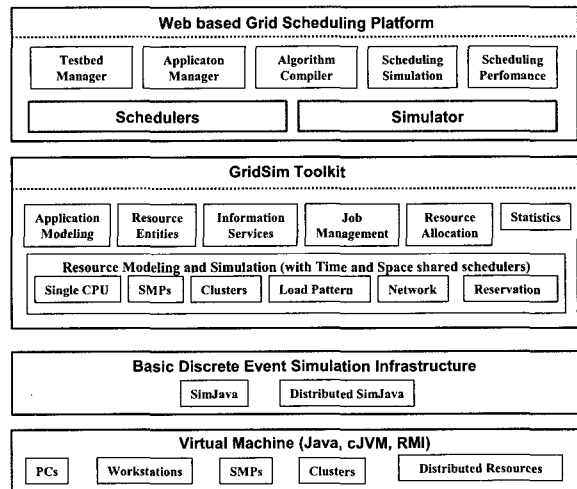 Web based Grid Scheduling Platform
Testbed Manager
Applicaton Manager
Algorithm Compiler
Scheduling Simulation
Scheduling Perfomance
Schedulers
Simulator
GridSim Toolkit
Application Modeling
Resource Entities
Information Services
Job Management
Resource Allocation
Statistics
Resource Modeling and Simulation (with Time and Space shared schedulers)
Single CPU
SMPs
Clusters
Load Pattern
Network
Reservation
Basic Discrete Event Simulation Infrastructure
SimJava
Distributed SimJava
Virtual Machine (Java, cJVM, RMI)
PCs
Workstations
SMPs
Clusters
Distributed Resources